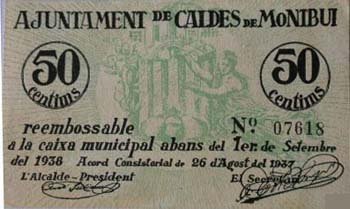 AJUNTAMENT DE CALDES DE MONTBUI
50 centims
50 centims
reembossable Nº 07618
a la caixa municipal abans del 1er. de Setembre
del 1938 Acord Consistorial de 26 d'Agost del 1937
L'Alcalde-President El Secretari